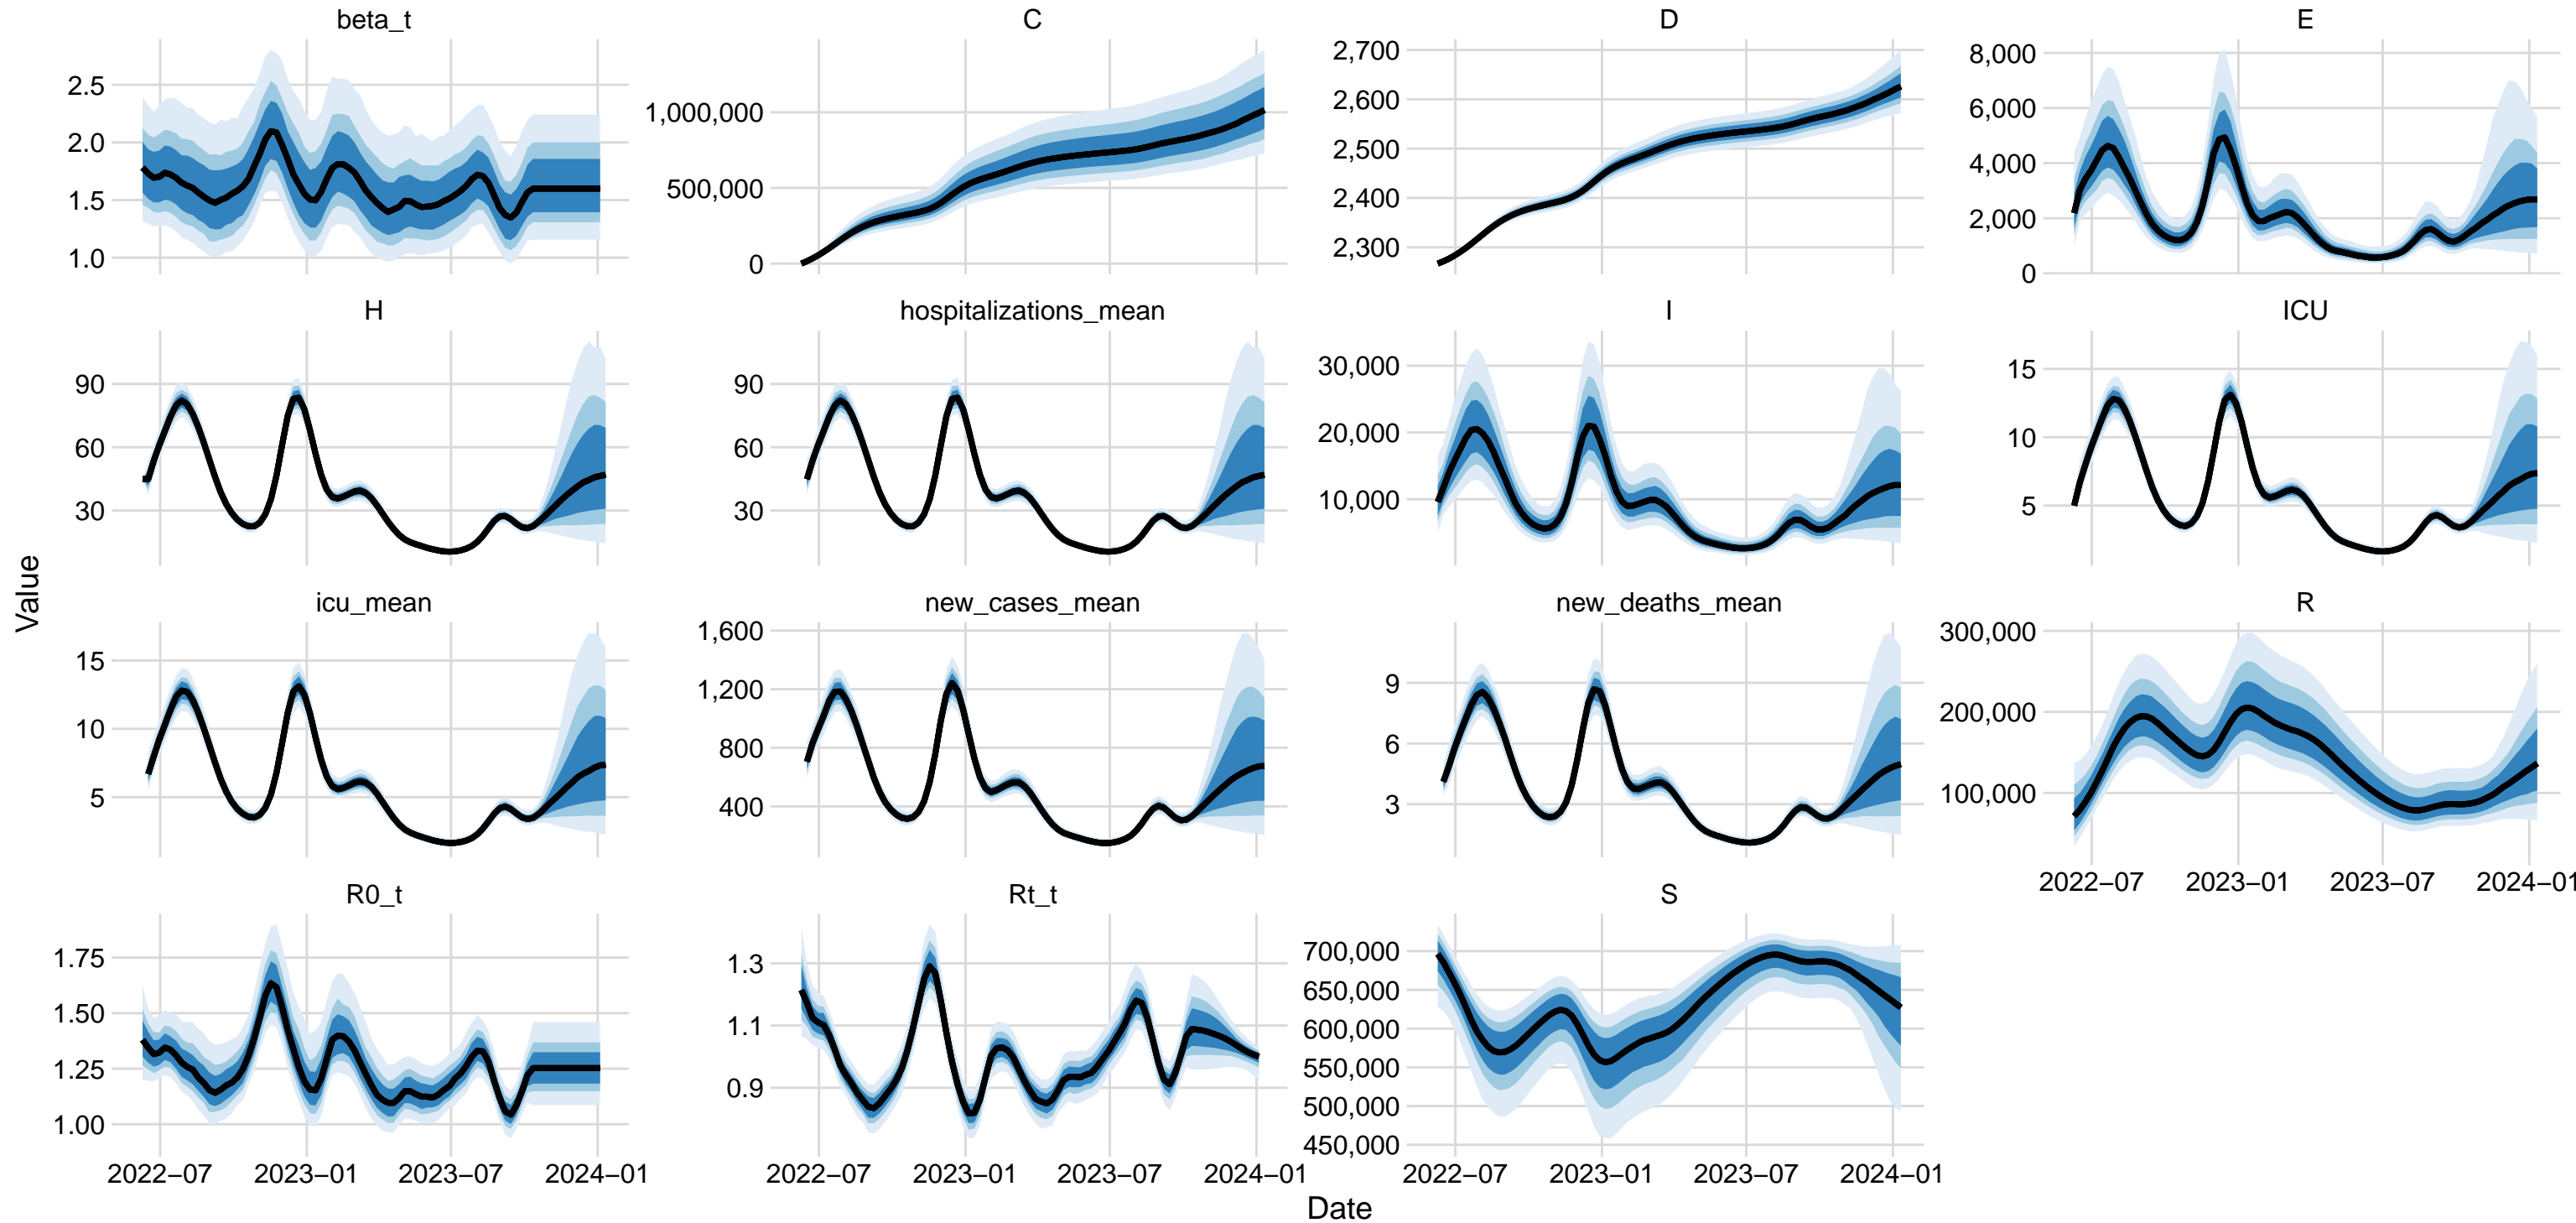 beta_t
C
D
E
2.5
2.0
1.5
1.0
1,000,000
500,000
0
2,700
2,600
2,500
2,400
2,300
8,000
6,000
4,000
2,000
0
H
hospitalizations_mean
I
ICU
90
60
30
90
60
30
30,000
20,000
10,000
15
10
5
icu_mean
new_cases_mean
new_deaths_mean
R
15
10
5
1,600
1,200
800
400
9
6
3
300,000
200,000
100,000
2022−07 2023−01 2023−07 2024−01
R0_t
Rt_t
S
1.75
1.50
1.25
1.00
1.3
1.1
0.9
700,000
650,000
600,000
550,000
500,000
450,000
2022−07 2023−01 2023−07 2024−01
2022−07 2023−01 2023−07 2024−01
2022−07 2023−01 2023−07 2024−01
Value
Date